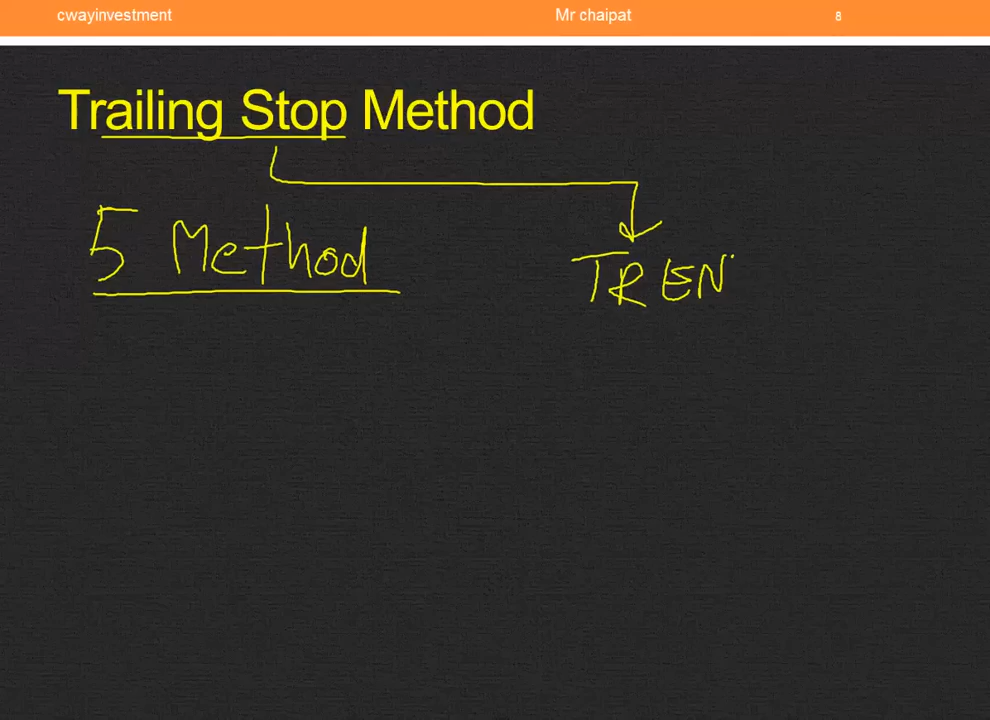 cwayinvestment Mr chaipat 8
Trailing Stop Method
5 Method TREN